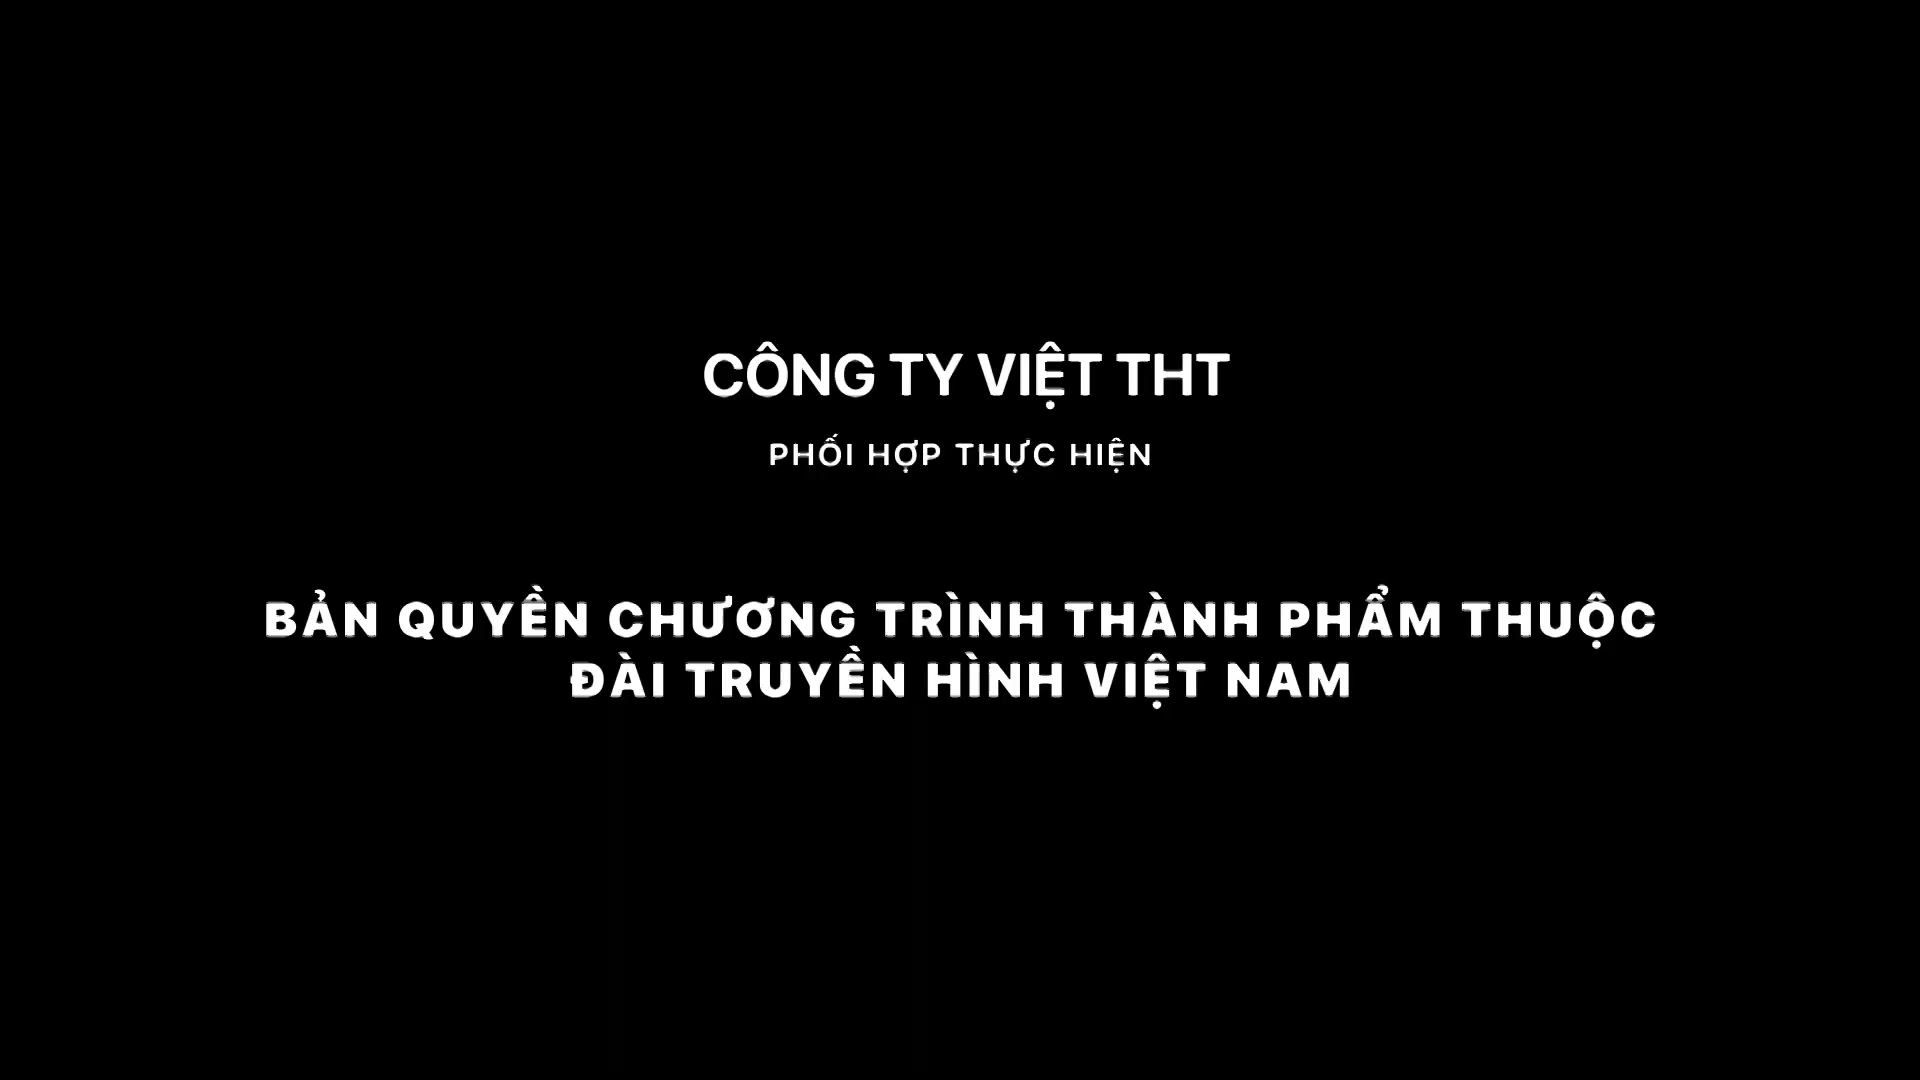 CÔNG TY VIỆT THT
PHỐI HỢP THỰC HIỆN
BẢN QUYỀN CHƯƠNG TRÌNH THÀNH PHẨM THUỘC
ĐÀI TRUYỀN HÌNH VIỆT NAM